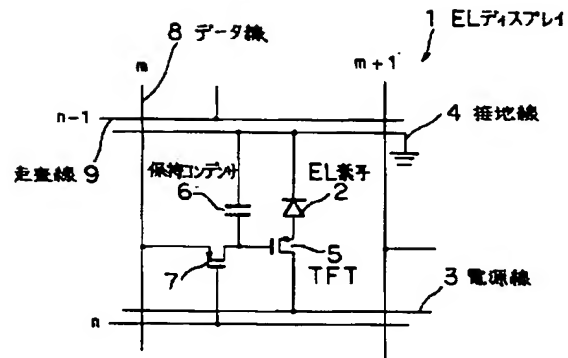 8 データ線
1 ELディスプレイ
m
m+1
n-1
4 接地線
走査線 9
保持コンデンサ
6
EL素子
2
5
TFT
7
3 電源線
n